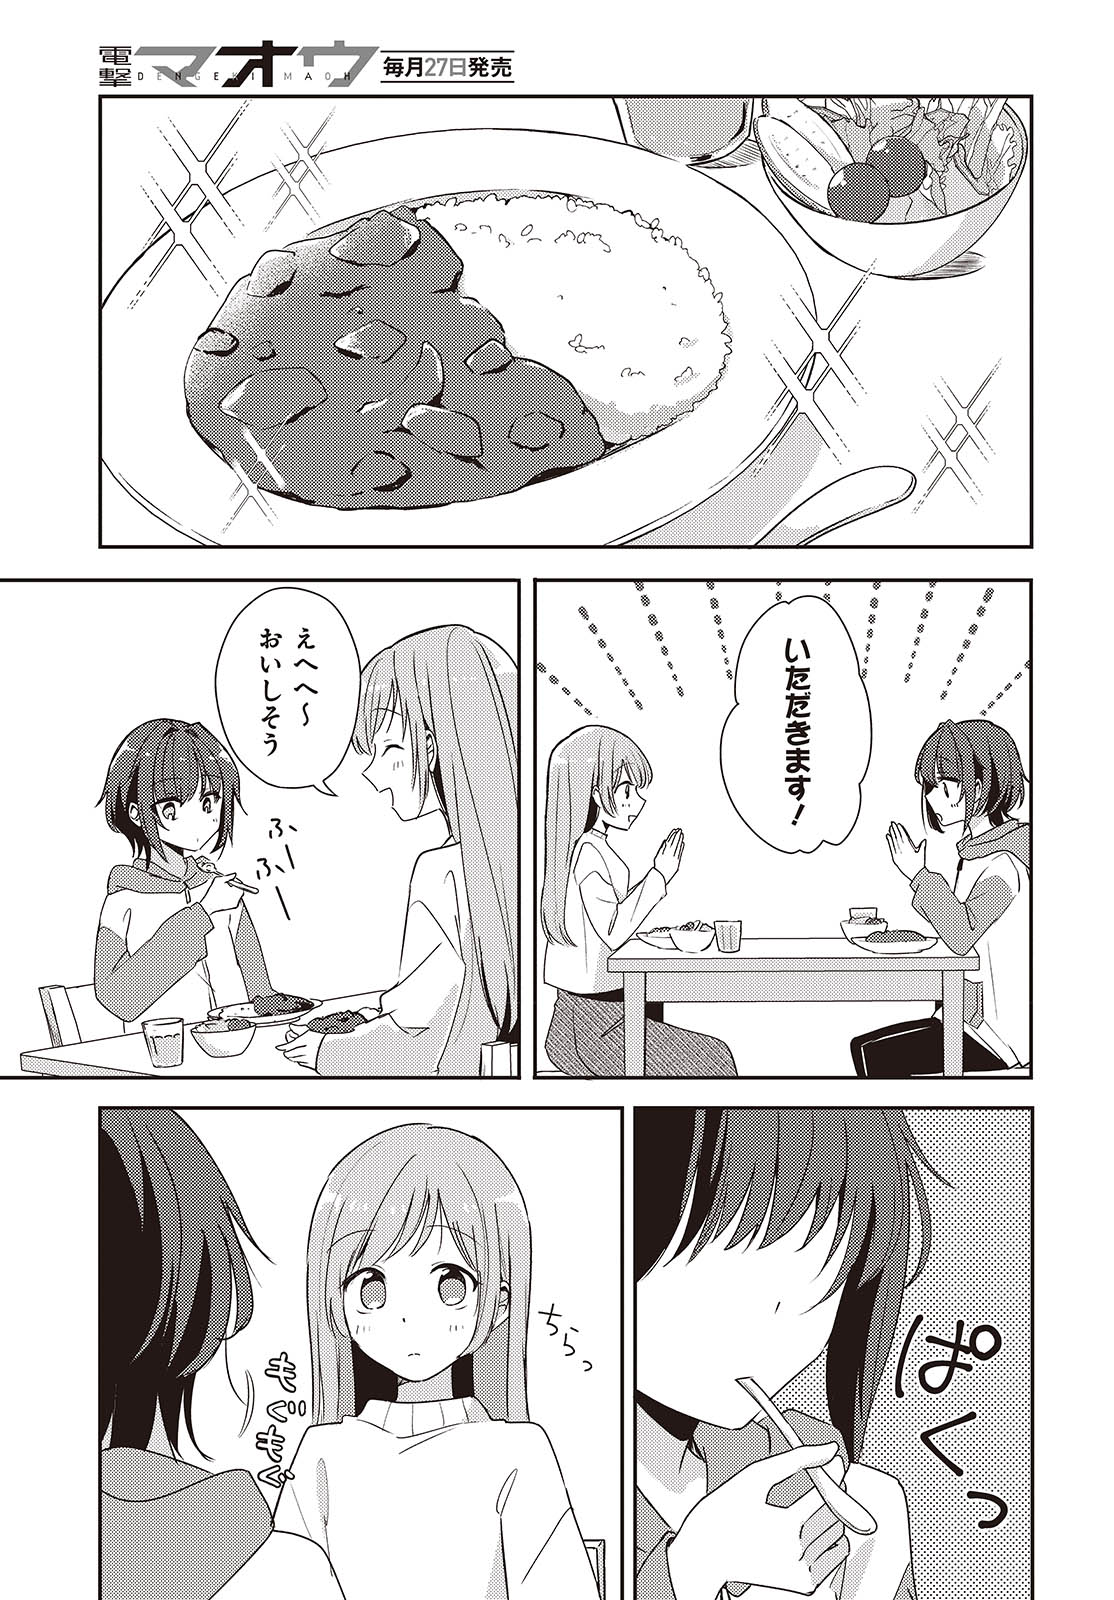 電撃マオウ
DENGEKI MAOH
毎月27日発売
いただきます！
えへへ〜
おいしそう
ふー
ふー
ぱくっ
ちらっ
もぐもぐ